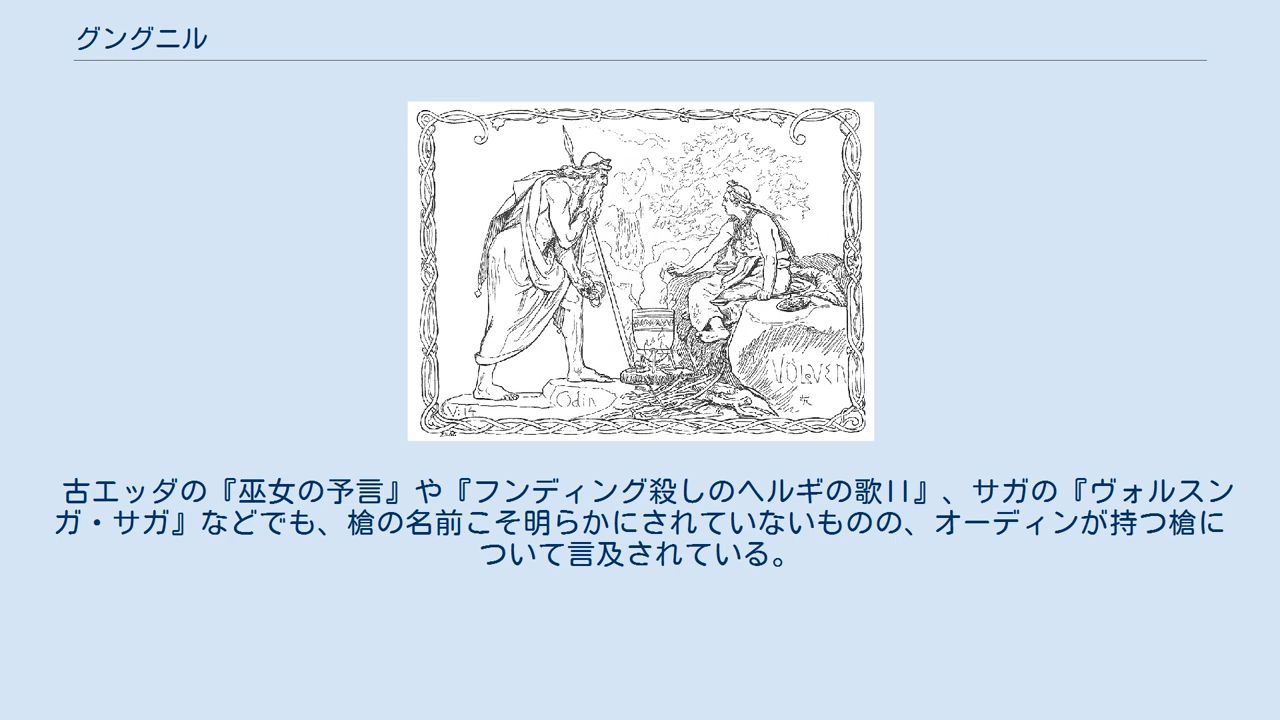 グングニル
Odin
VÖLVEN
古エッダの『巫女の予言』や『フンディング殺しのヘルギの歌II』、サガの『ヴォルスン
ガ・サガ』などでも、槍の名前こそ明らかにされていないものの、オーディンが持つ槍に
ついて言及されている。